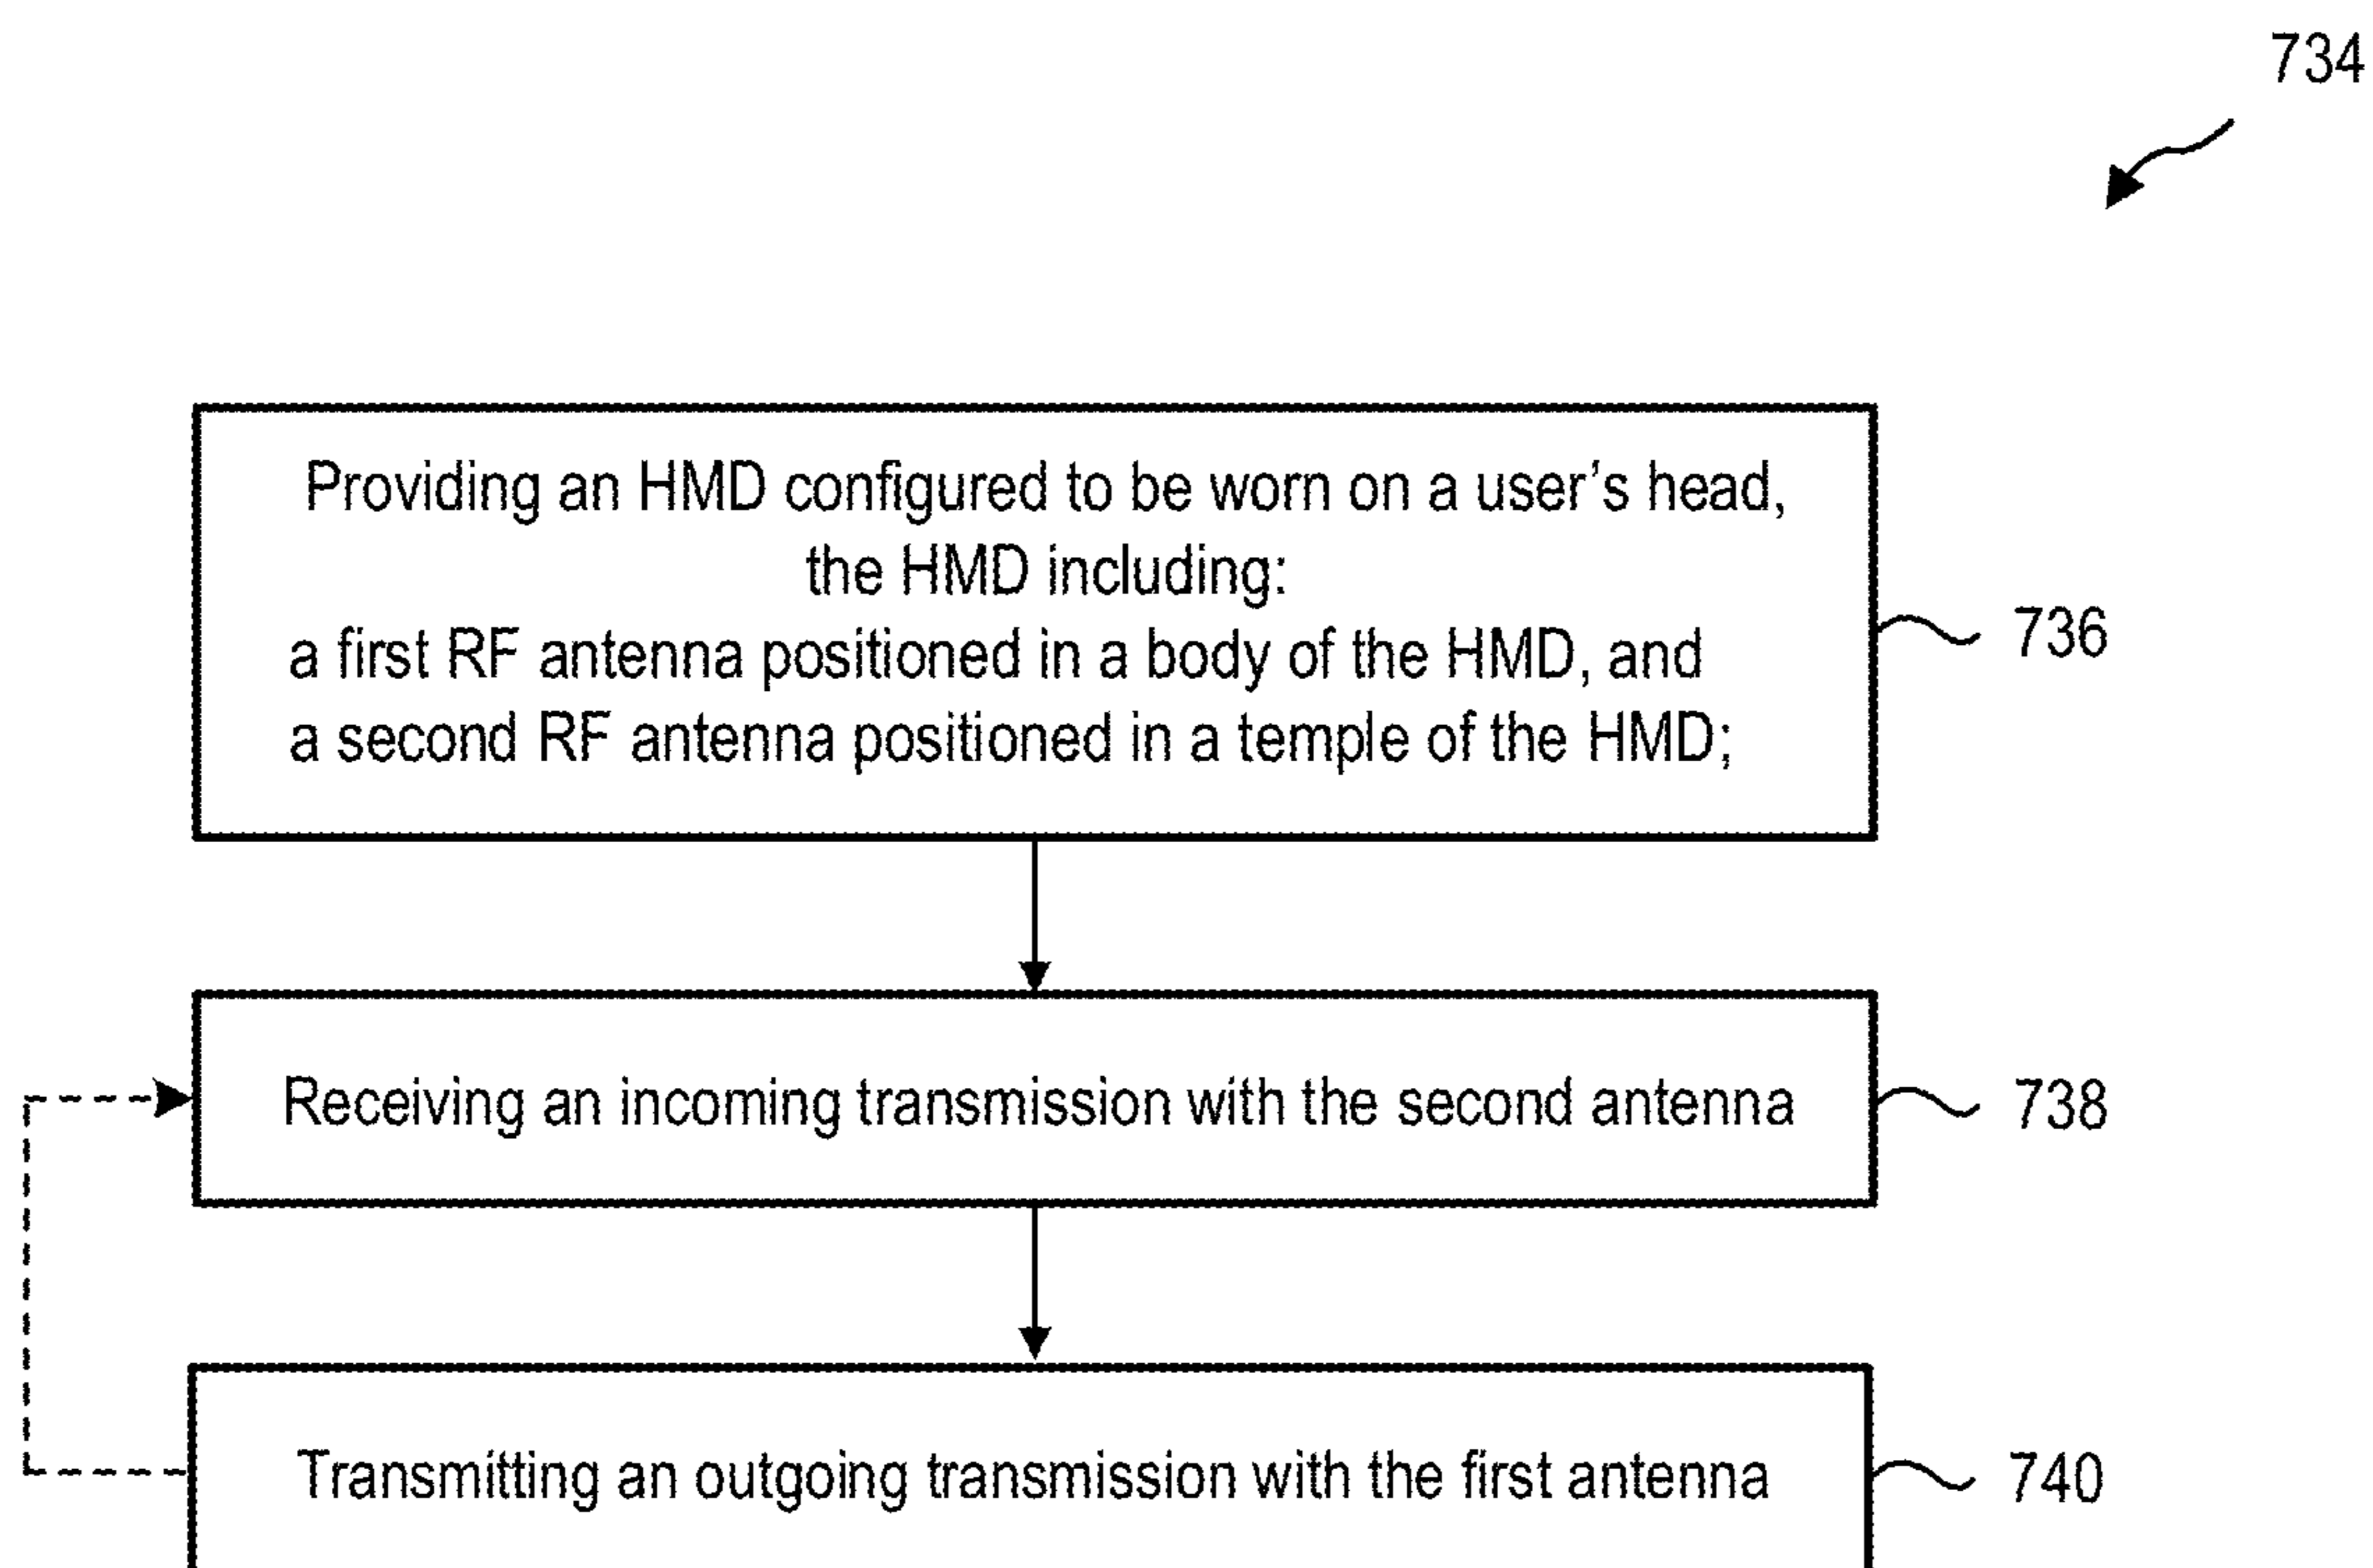 734
Providing an HMD configured to be worn on a user's head,
the HMD including:
a first RF antenna positioned in a body of the HMD, and
a second RF antenna positioned in a temple of the HMD;
736
Receiving an incoming transmission with the second antenna
738
Transmitting an outgoing transmission with the first antenna
740